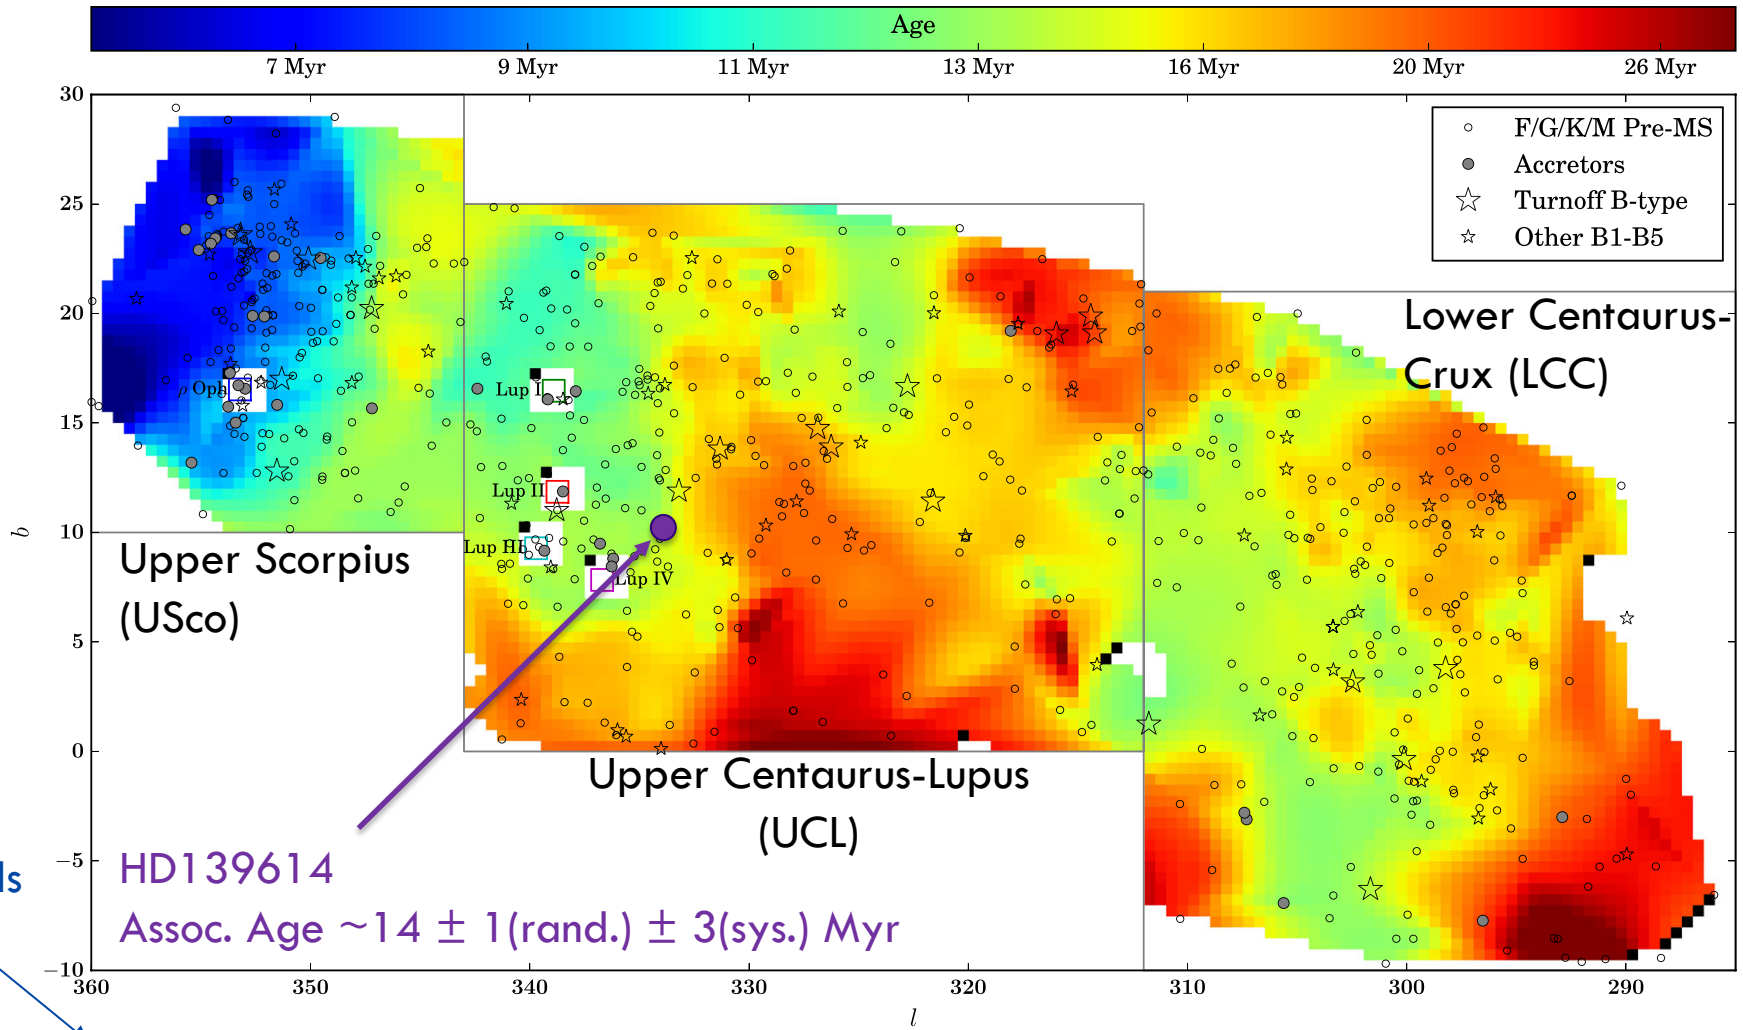 Age
7 Myr 9 Myr 11 Myr 13 Myr 16 Myr 20 Myr 26 Myr
30
25
20
15
10
5
0
−5
−10
b
F/G/K/M Pre-MS
Accretors
Turnoff B-type
Other B1-B5
Lower Centaurus-
Crux (LCC)
ρ Oph
Lup I
Lup II
Lup III
Lup IV
Upper Scorpius
(USco)
Upper Centaurus-Lupus
(UCL)
HD139614
Assoc. Age ~14 ± 1(rand.) ± 3(sys.) Myr
360 350 340 330 320 310 300 290
l